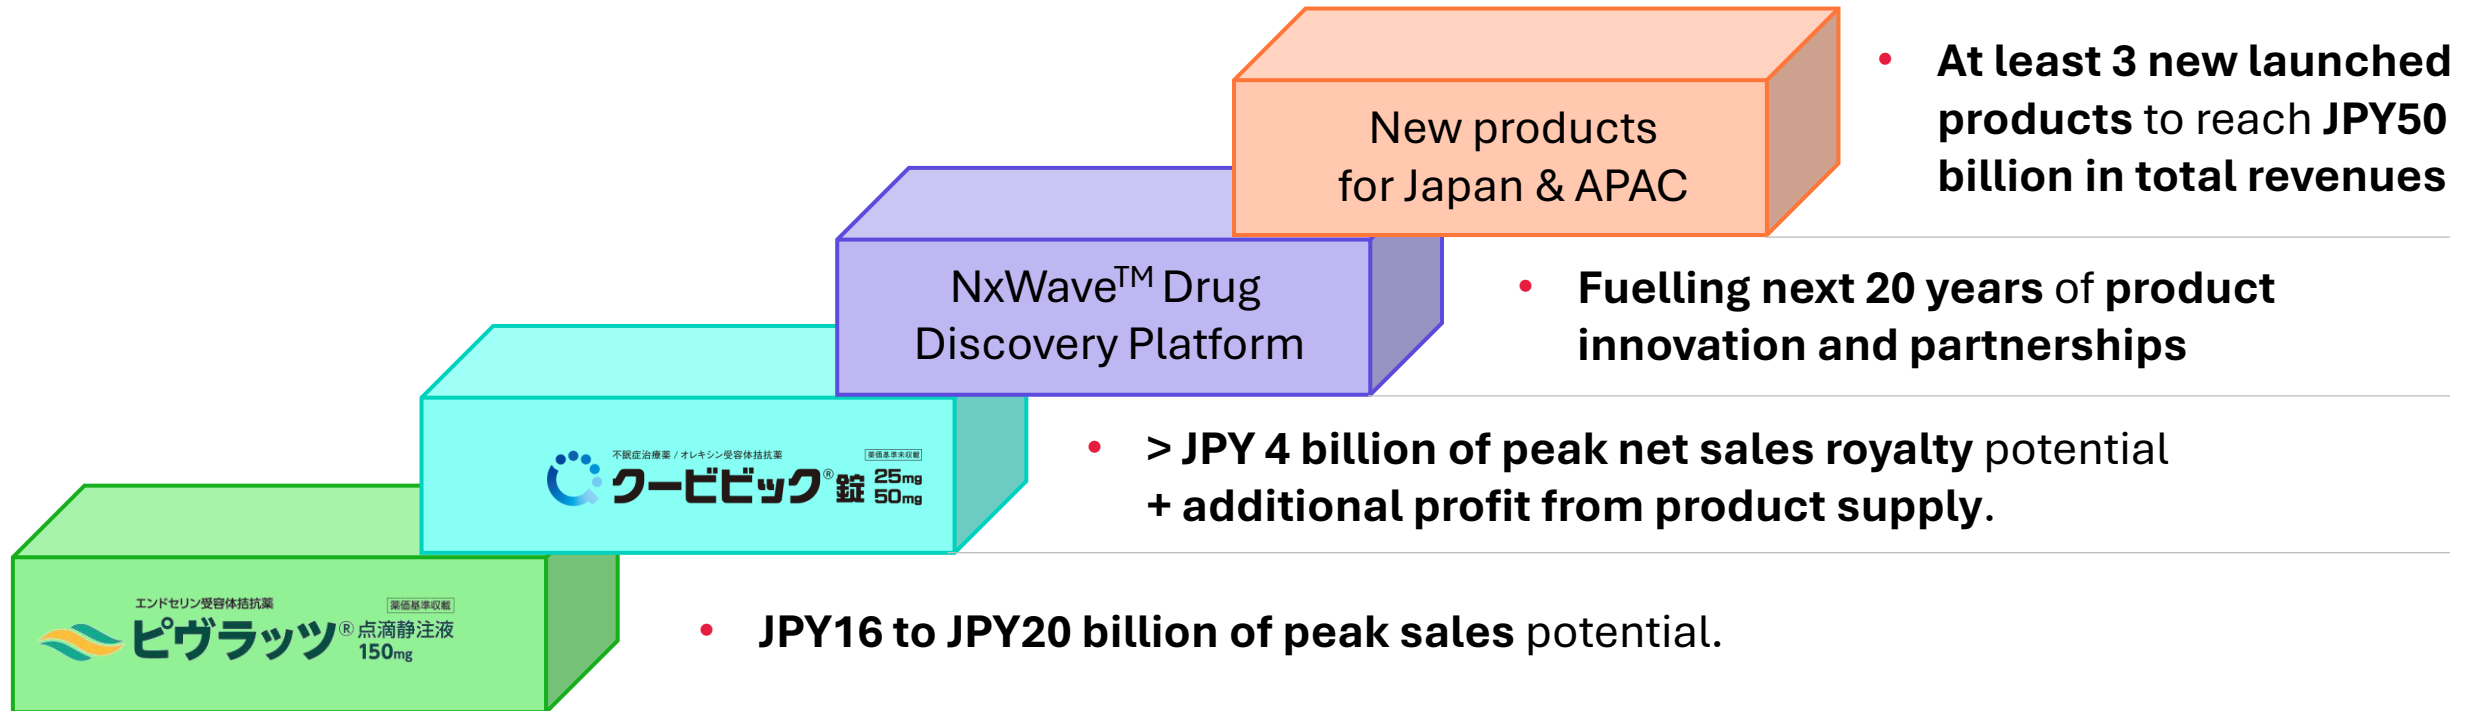 New products
for Japan & APAC
• At least 3 new launched
products to reach JPY50
billion in total revenues
NxWave™ Drug
Discovery Platform
• Fuelling next 20 years of product
innovation and partnerships
不眠症治療薬 / オレキシン受容体拮抗薬
薬価基準未収載
クービビック®錠 25mg
50mg
• > JPY 4 billion of peak net sales royalty potential
+ additional profit from product supply.
エンドセリン受容体拮抗薬
薬価基準収載
ピヴラッツ®点滴静注液
150mg
• JPY16 to JPY20 billion of peak sales potential.